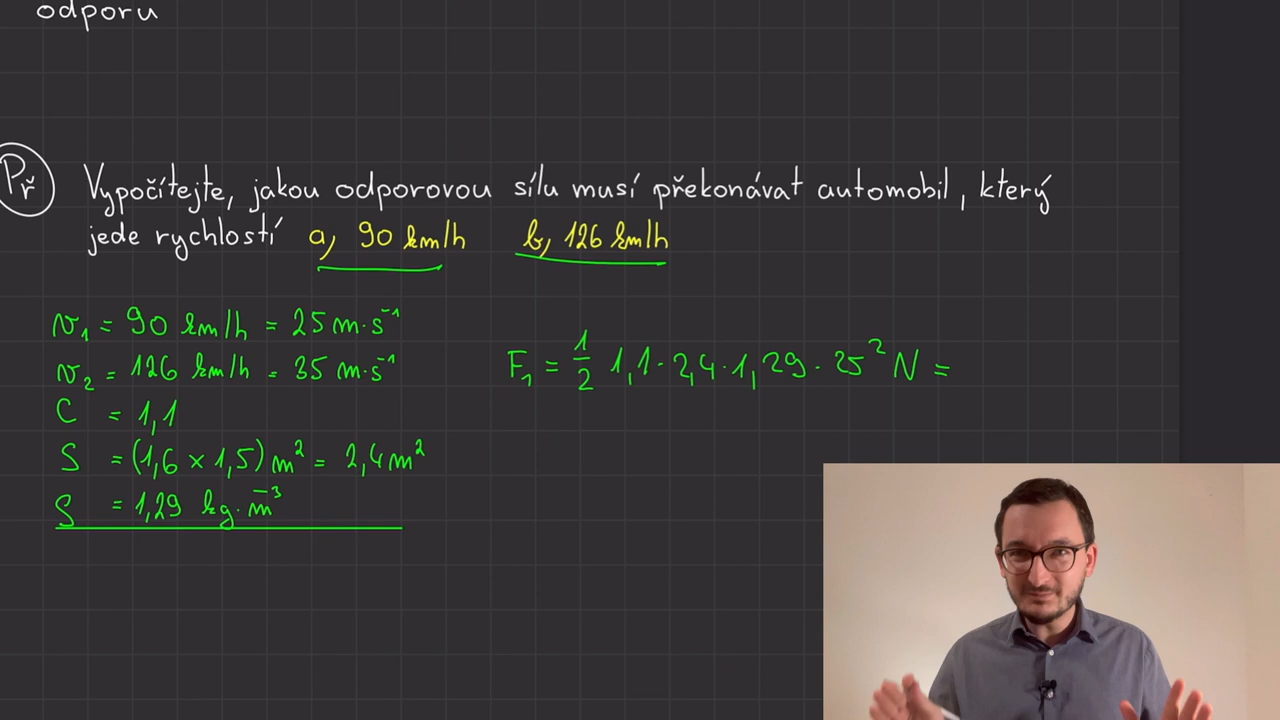 odporu
Př
Vypočítejte, jakou odporovou sílu musí překonávat automobil, který
jede rychlostí a, 90 km/h b, 126 km/h
v₁ = 90 km/h = 25 m·s⁻¹
v₂ = 126 km/h = 35 m·s⁻¹
C = 1,1
S = (1,6 × 1,5) m² = 2,4 m²
ρ = 1,29 kg·m⁻³
F₁ = 1/2 1,1·2,4·1,29·25² N =